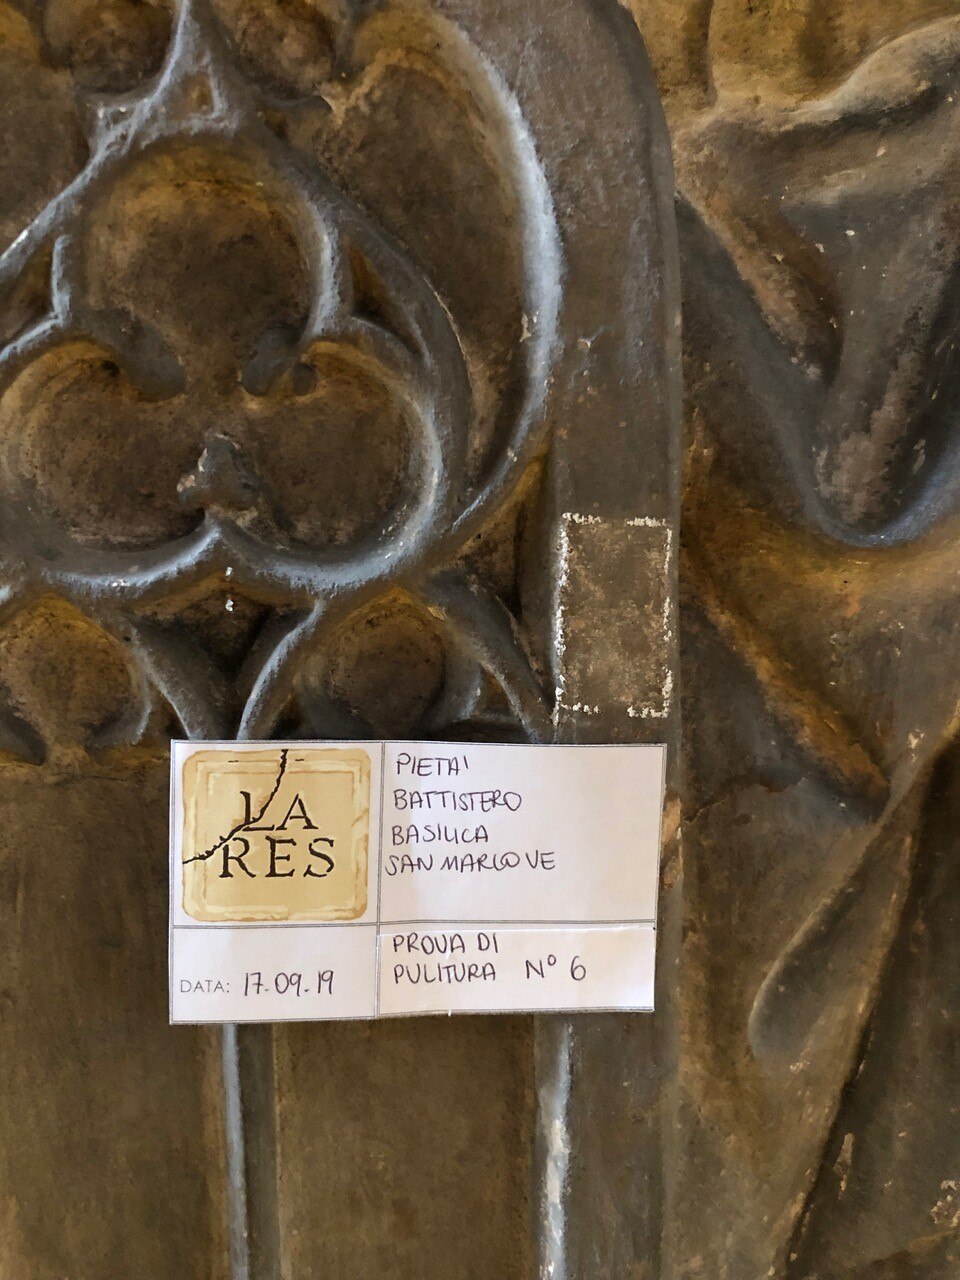 LA
RES
PIETA'
BATTISTERO
BASILICA
SAN MARCO VE
DATA: 17-09-19
PROVA DI
PULITURA N° 6